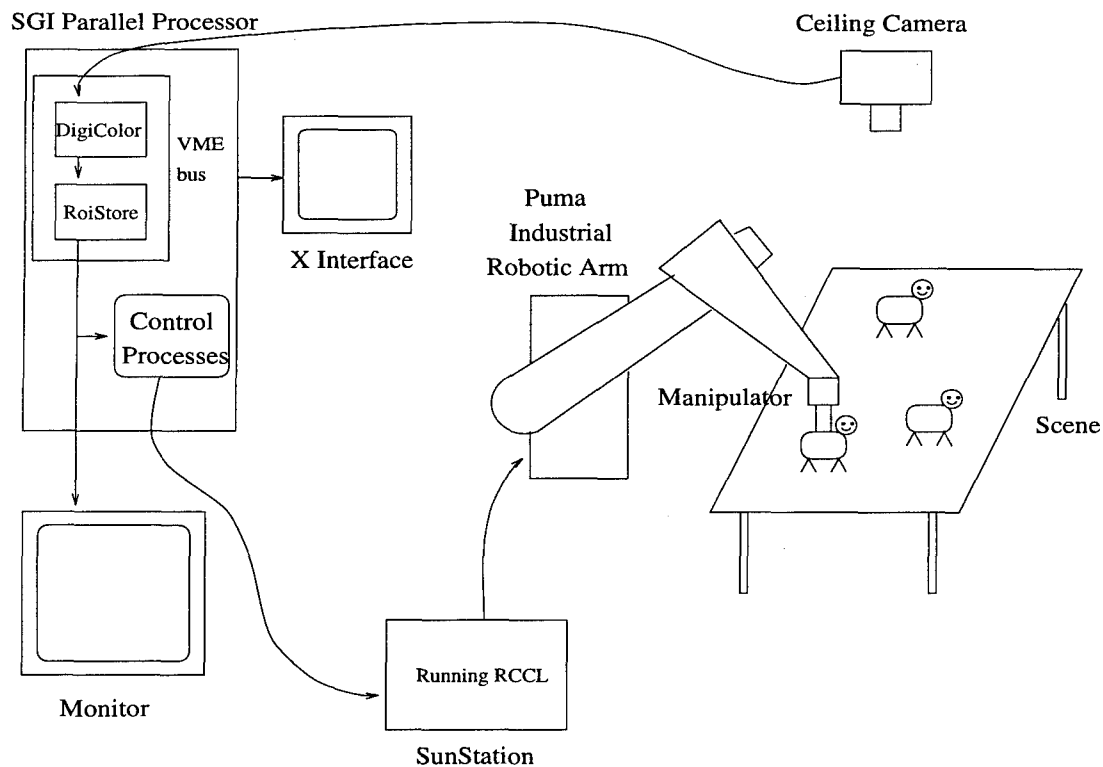 SGI Parallel Processor
Ceiling Camera
DigiColor
VME
bus
RoiStore
X Interface
Puma
Industrial
Robotic Arm
Control
Processes
Manipulator
Scene
Monitor
Running RCCL
SunStation